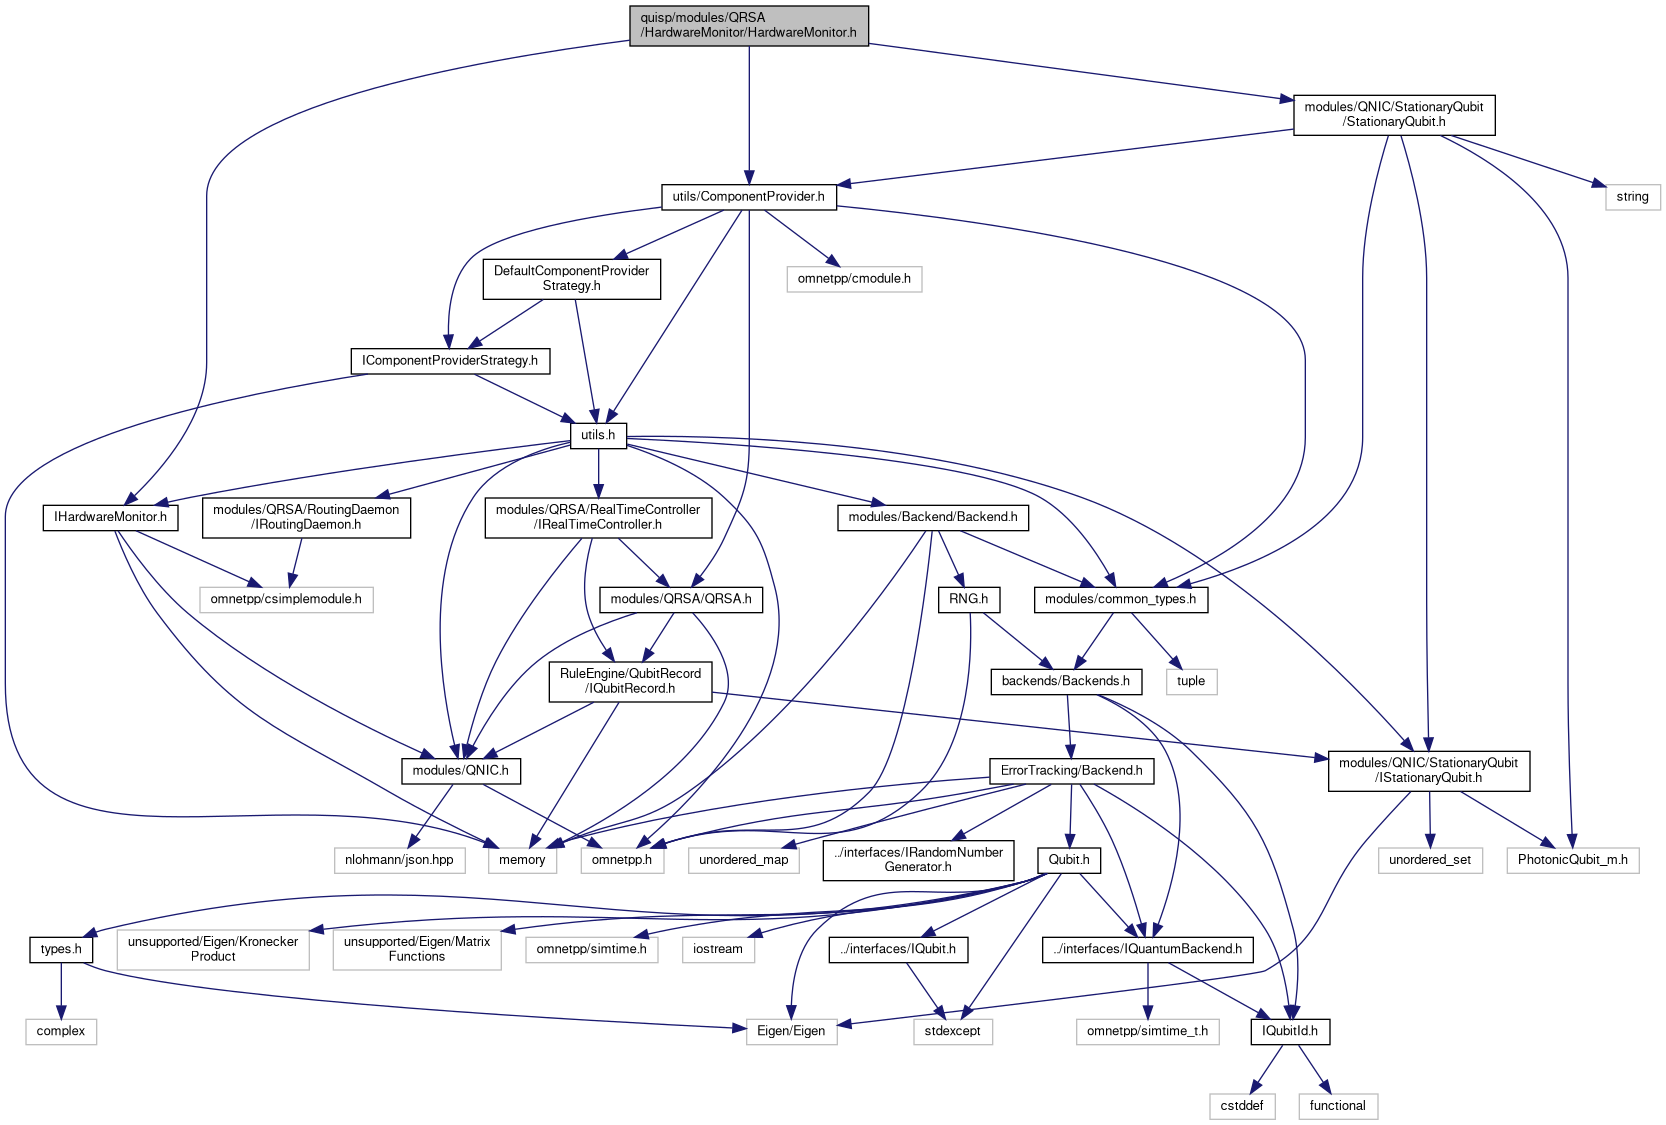 quisp/modules/QRSA
/HardwareMonitor/HardwareMonitor.h
modules/QNIC/StationaryQubit
/StationaryQubit.h
utils/ComponentProvider.h
string
DefaultComponentProvider
Strategy.h
omnetpp/cmodule.h
IComponentProviderStrategy.h
utils.h
IHardwareMonitor.h
modules/QRSA/RoutingDaemon
/IRoutingDaemon.h
modules/QRSA/RealTimeController
/IRealTimeController.h
modules/Backend/Backend.h
omnetpp/csimplemodule.h
modules/QRSA/QRSA.h
RNG.h
modules/common_types.h
RuleEngine/QubitRecord
/IQubitRecord.h
backends/Backends.h
tuple
modules/QNIC.h
ErrorTracking/Backend.h
modules/QNIC/StationaryQubit
/IStationaryQubit.h
nlohmann/json.hpp
memory
omnetpp.h
unordered_map
../interfaces/IRandomNumber
Generator.h
Qubit.h
unordered_set
PhotonicQubit_m.h
types.h
unsupported/Eigen/Kronecker
Product
unsupported/Eigen/Matrix
Functions
omnetpp/simtime.h
iostream
../interfaces/IQubit.h
../interfaces/IQuantumBackend.h
complex
Eigen/Eigen
stdexcept
omnetpp/simtime_t.h
IQubitId.h
cstddef
functional